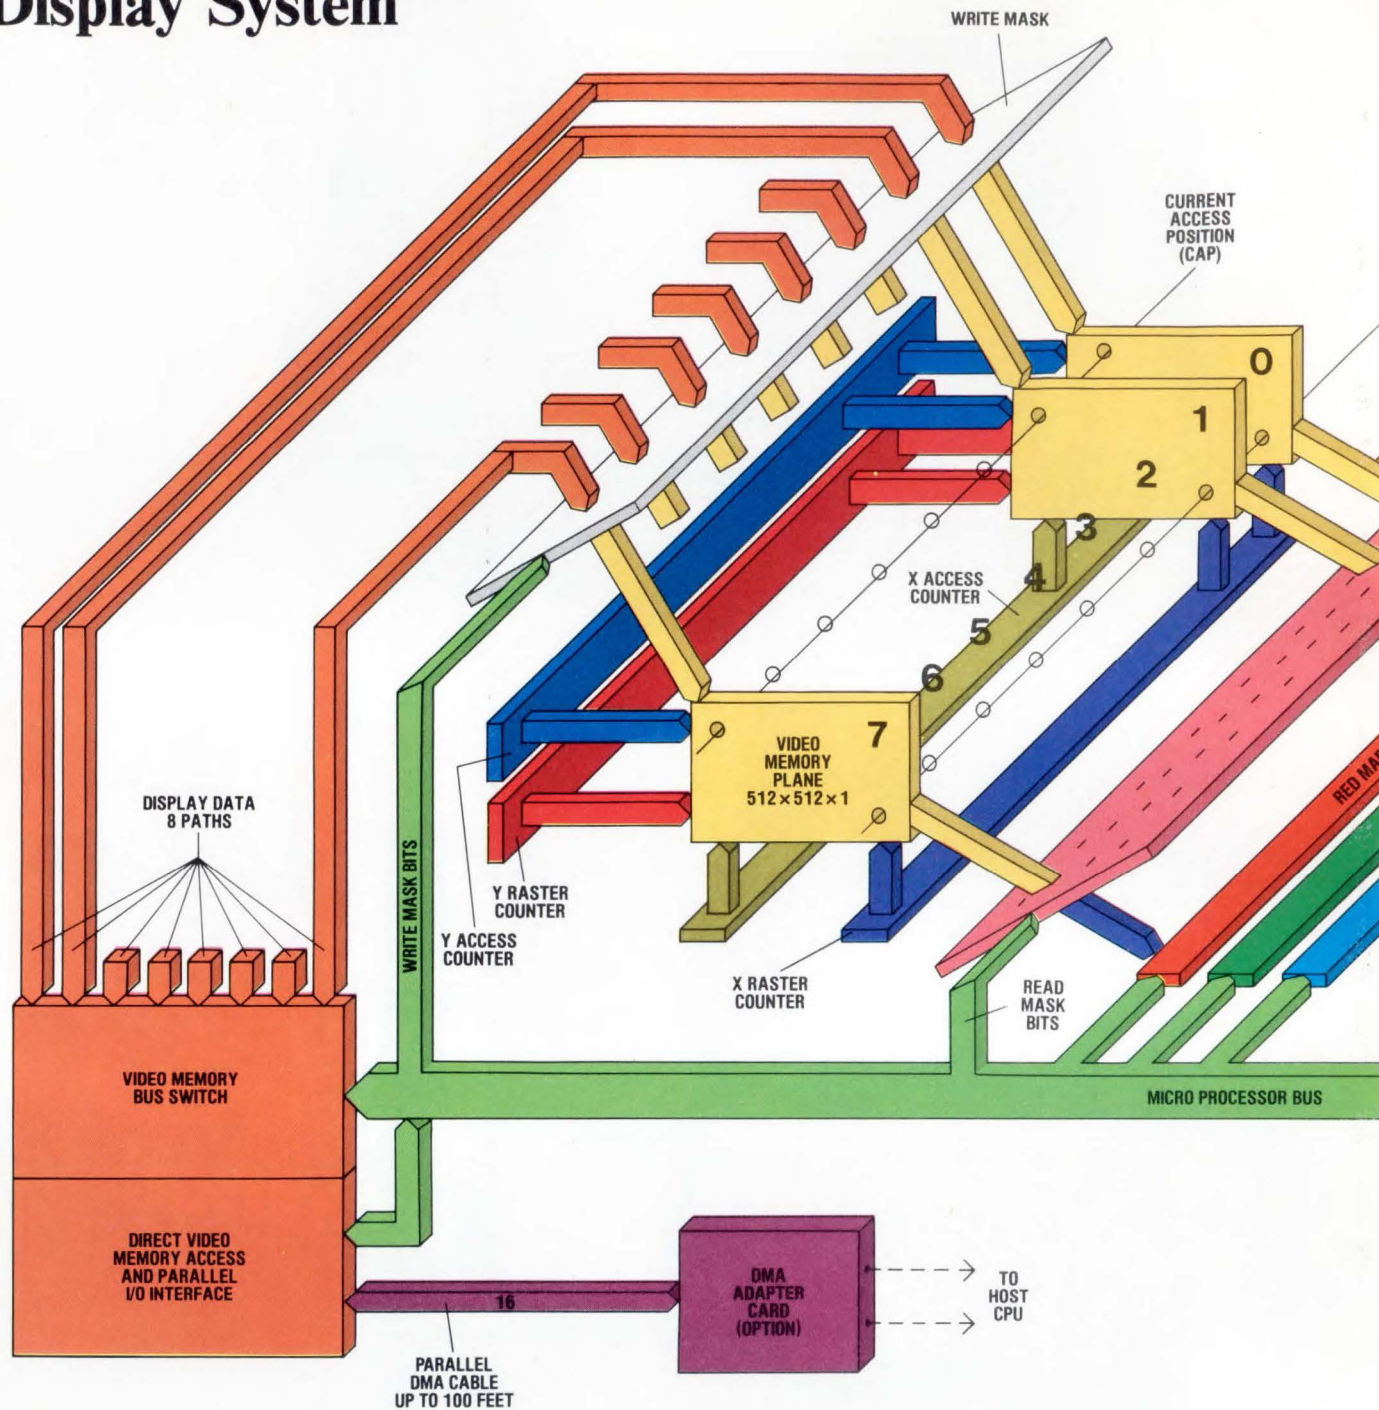 Display System
WRITE MASK
CURRENT
ACCESS
POSITION
(CAP)
0
1
2
3
4
5
6
7
X ACCESS
COUNTER
VIDEO
MEMORY
PLANE
512×512×1
DISPLAY DATA
8 PATHS
WRITE MASK BITS
Y RASTER
COUNTER
Y ACCESS
COUNTER
X RASTER
COUNTER
READ
MASK
BITS
RED MAP
VIDEO MEMORY
BUS SWITCH
MICRO PROCESSOR BUS
DIRECT VIDEO
MEMORY ACCESS
AND PARALLEL
I/O INTERFACE
16
DMA
ADAPTER
CARD
(OPTION)
TO
HOST
CPU
PARALLEL
DMA CABLE
UP TO 100 FEET